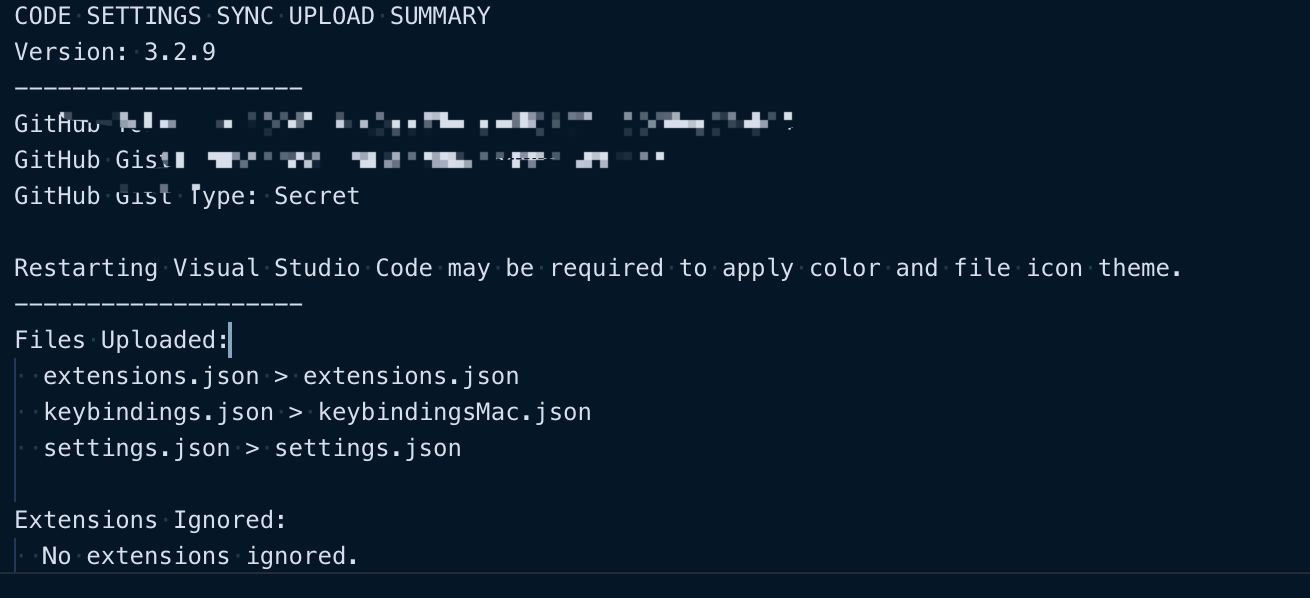 CODE SETTINGS SYNC UPLOAD SUMMARY
Version: 3.2.9
--------------------
GitHub
GitHub Gist
GitHub Gist Type: Secret
Restarting Visual Studio Code may be required to apply color and file icon theme.
--------------------
Files Uploaded:
extensions.json > extensions.json
keybindings.json > keybindingsMac.json
settings.json > settings.json
Extensions Ignored:
No extensions ignored.